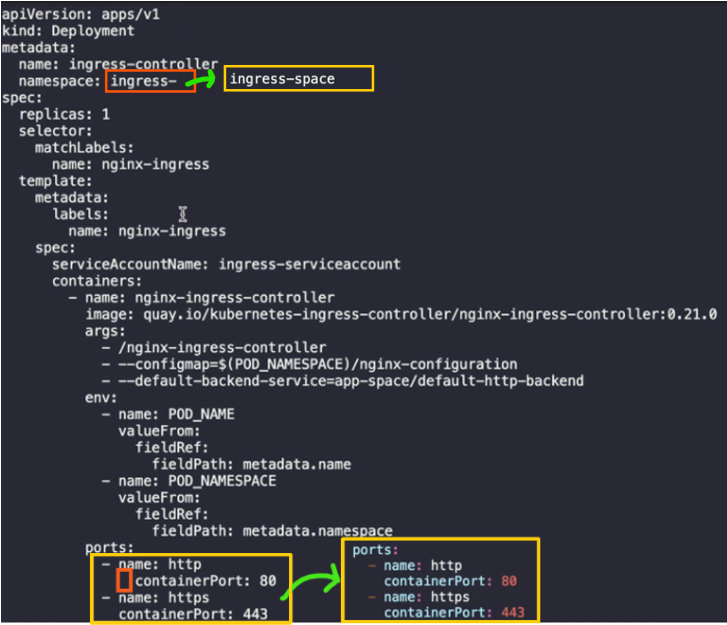 apiVersion: apps/v1
kind: Deployment
metadata:
  name: ingress-controller
  namespace: ingress- ingress-space
spec:
  replicas: 1
  selector:
    matchLabels:
      name: nginx-ingress
  template:
    metadata:
      labels:
        name: nginx-ingress
    spec:
      serviceAccountName: ingress-serviceaccount
      containers:
        - name: nginx-ingress-controller
          image: quay.io/kubernetes-ingress-controller/nginx-ingress-controller:0.21.0
          args:
            - /nginx-ingress-controller
            - --configmap=$(POD_NAMESPACE)/nginx-configuration
            - --default-backend-service=app-space/default-http-backend
          env:
            - name: POD_NAME
              valueFrom:
                fieldRef:
                  fieldPath: metadata.name
            - name: POD_NAMESPACE
              valueFrom:
                fieldRef:
                  fieldPath: metadata.namespace
          ports:
            - name: http
                containerPort: 80
            - name: https
              containerPort: 443
ports:
  - name: http
    containerPort: 80
  - name: https
    containerPort: 443